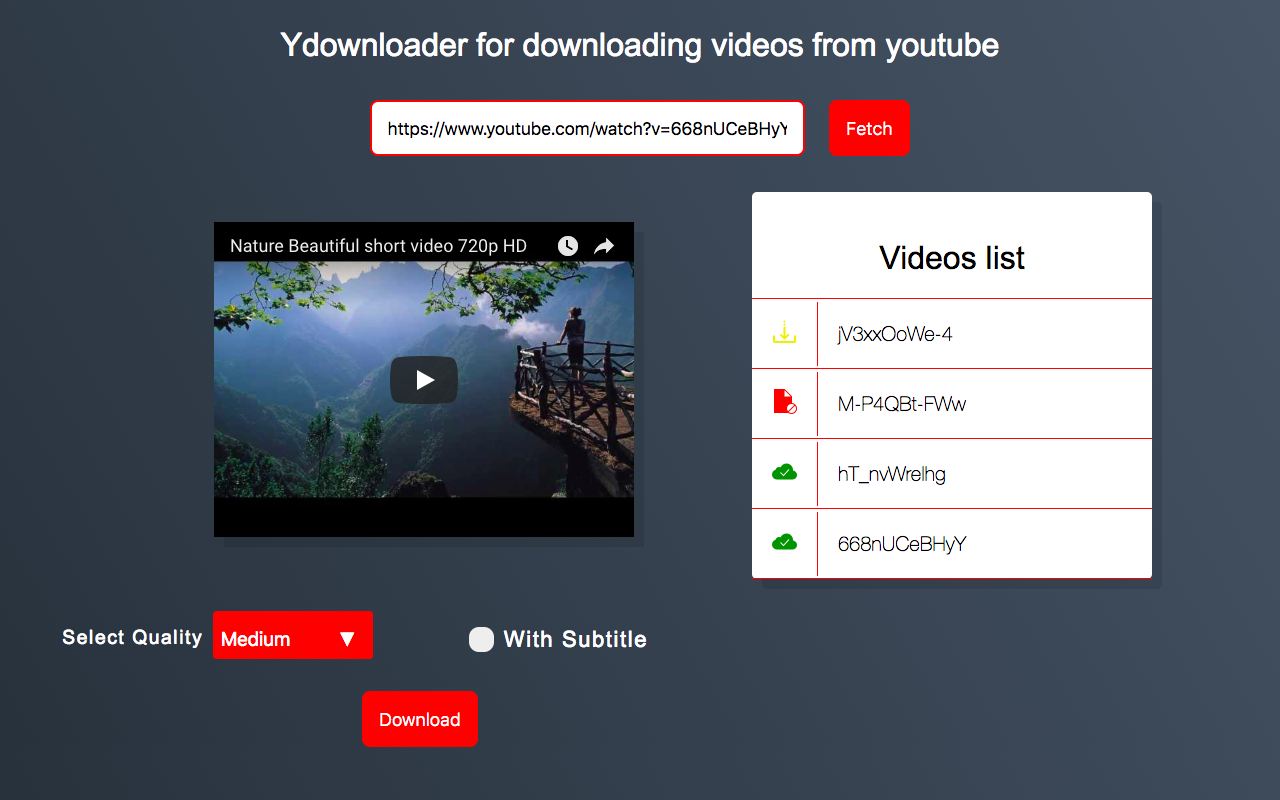 Ydownloader for downloading videos from youtube
https://www.youtube.com/watch?v=668nUCeBHyY
Fetch
Nature Beautiful short video 720p HD
Videos list
jV3xxOoWe-4
M-P4QBt-FWw
hT_nvWrelhg
668nUCeBHyY
Select Quality
Medium
With Subtitle
Download